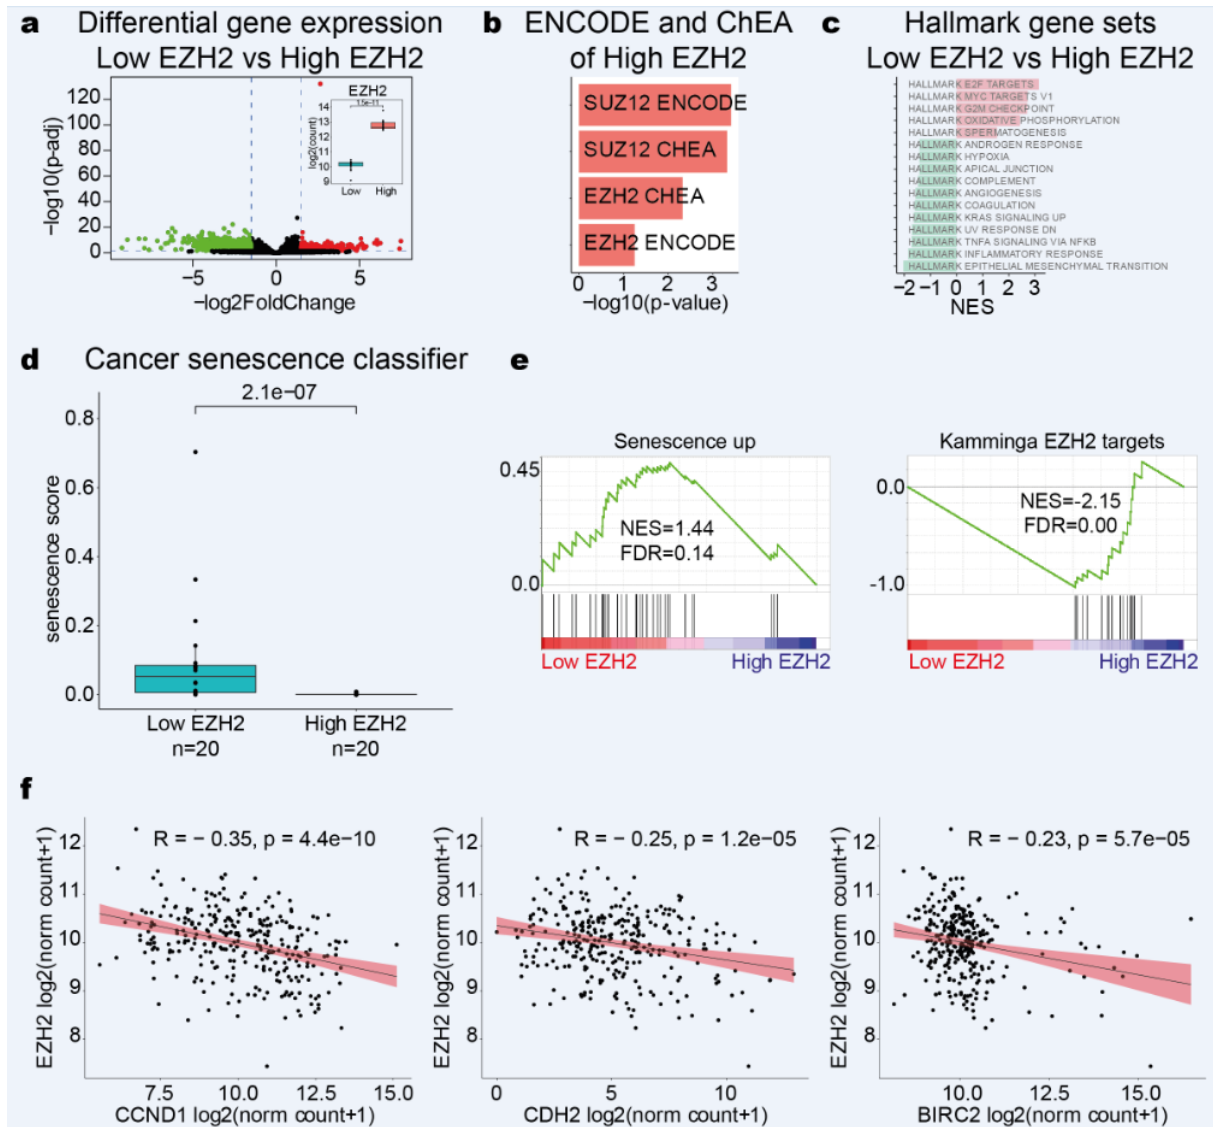 a Differential gene expression
Low EZH2 vs High EZH2
120
100
80
60
40
20
0
−log10(p-adj)
−5
0
5
−log2FoldChange
EZH2
1.5e−11
14
13
12
11
10
9
log2(count)
Low
High
b ENCODE and ChEA
of High EZH2
SUZ12 ENCODE
SUZ12 CHEA
EZH2 CHEA
EZH2 ENCODE
0 1 2 3
−log10(p-value)
c Hallmark gene sets
Low EZH2 vs High EZH2
HALLMARK E2F TARGETS
HALLMARK MYC TARGETS V1
HALLMARK G2M CHECKPOINT
HALLMARK OXIDATIVE PHOSPHORYLATION
HALLMARK SPERMATOGENESIS
HALLMARK ANDROGEN RESPONSE
HALLMARK HYPOXIA
HALLMARK APICAL JUNCTION
HALLMARK COMPLEMENT
HALLMARK ANGIOGENESIS
HALLMARK COAGULATION
HALLMARK KRAS SIGNALING UP
HALLMARK UV RESPONSE DN
HALLMARK TNFA SIGNALING VIA NFKB
HALLMARK INFLAMMATORY RESPONSE
HALLMARK EPITHELIAL MESENCHYMAL TRANSITION
−2 −1 0 1 2 3
NES
d Cancer senescence classifier
2.1e−07
0.8
0.6
0.4
0.2
0.0
senescence score
Low EZH2
n=20
High EZH2
n=20
e
Senescence up
0.45
0.0
NES=1.44
FDR=0.14
Low EZH2
High EZH2
Kamminga EZH2 targets
0.0
-1.0
NES=-2.15
FDR=0.00
Low EZH2
High EZH2
f
R = − 0.35, p = 4.4e−10
12
11
10
9
8
EZH2 log2(norm count+1)
7.5 10.0 12.5 15.0
CCND1 log2(norm count+1)
R = − 0.25, p = 1.2e−05
12
11
10
9
8
EZH2 log2(norm count+1)
0 5 10
CDH2 log2(norm count+1)
R = − 0.23, p = 5.7e−05
12
11
10
9
8
EZH2 log2(norm count+1)
10.0 12.5 15.0
BIRC2 log2(norm count+1)